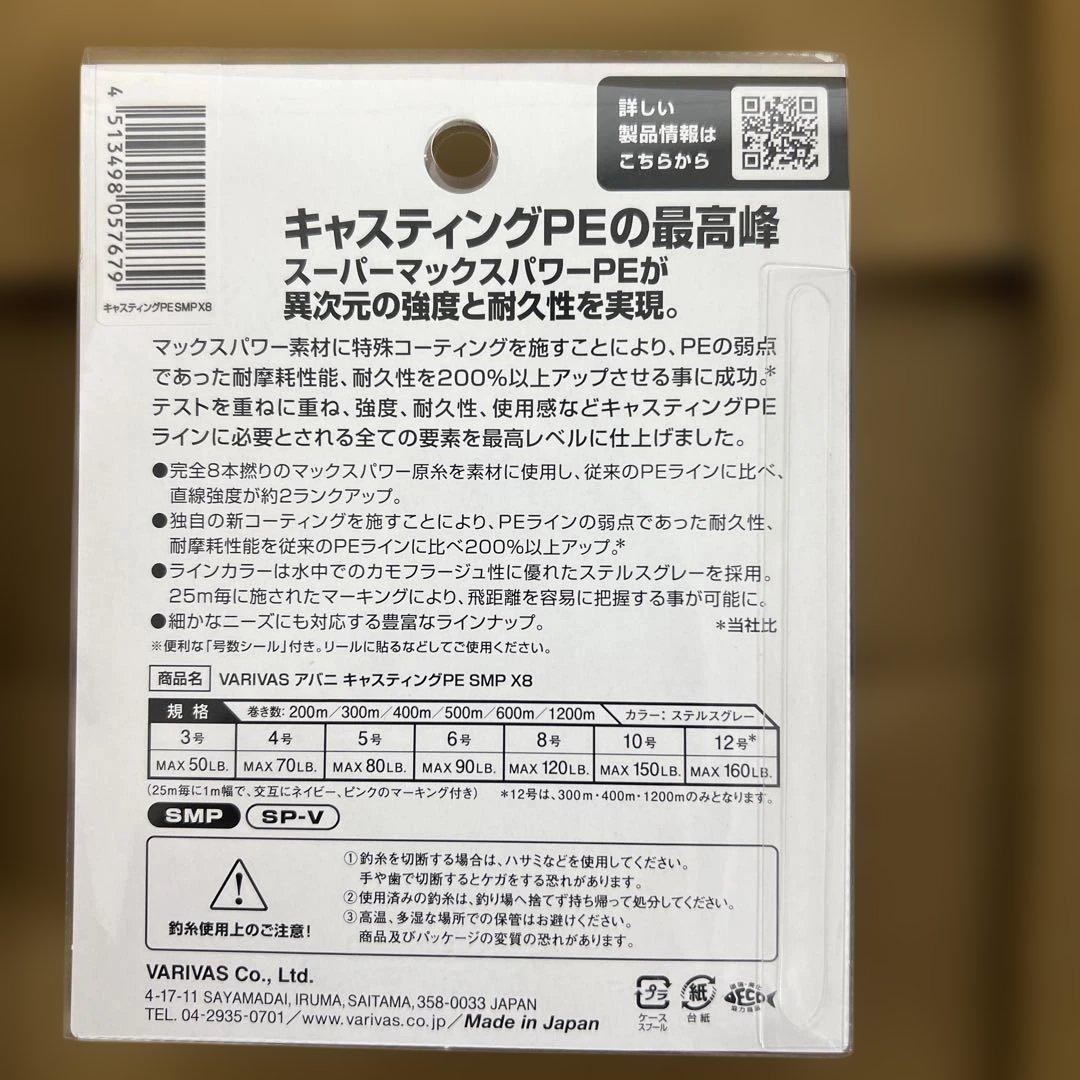 4 513498 057679
キャスティングPE SMP X8
詳しい
製品情報は
こちらから
キャスティングPEの最高峰
スーパーマックスパワーPEが
異次元の強度と耐久性を実現。
マックスパワー素材に特殊コーティングを施すことにより、PEの弱点
であった耐摩耗性能、耐久性を200%以上アップさせる事に成功。*
テストを重ねに重ね、強度、耐久性、使用感などキャスティングPE
ラインに必要とされる全ての要素を最高レベルに仕上げました。
●完全8本撚りのマックスパワー原糸を素材に使用し、従来のPEラインに比べ、
直線強度が約2ランクアップ。
●独自の新コーティングを施すことにより、PEラインの弱点であった耐久性、
耐摩耗性能を従来のPEラインに比べ200%以上アップ。*
●ラインカラーは水中でのカモフラージュ性に優れたステルスグレーを採用。
25m毎に施されたマーキングにより、飛距離を容易に把握する事が可能に。
●細かなニーズにも対応する豊富なラインナップ。 *当社比
※便利な「号数シール」付き。リールに貼るなどしてご使用ください。
商品名 VARIVAS アバニ キャスティングPE SMP X8
規格 巻き数: 200m/300m/400m/500m/600m/1200m カラー: ステルスグレー
3号 4号 5号 6号 8号 10号 12号*
MAX 50LB. MAX 70LB. MAX 80LB. MAX 90LB. MAX 120LB. MAX 150LB. MAX 160LB.
(25m毎に1m幅で、交互にネイビー、ピンクのマーキング付き) *12号は、300m・400m・1200mのみとなります。
SMP SP-V
①釣糸を切断する場合は、ハサミなどを使用してください。
手や歯で切断するとケガをする恐れがあります。
②使用済みの釣糸は、釣り場へ捨てず持ち帰って処分してください。
③高温、多湿な場所での保管はお避けください。
商品及びパッケージの変質の恐れがあります。
釣糸使用上のご注意!
VARIVAS Co., Ltd.
4-17-11 SAYAMADAI, IRUMA, SAITAMA, 358-0033 JAPAN
TEL. 04-2935-0701/www.varivas.co.jp/Made in Japan
プラ
ケース
スプール
紙
台紙
ECO